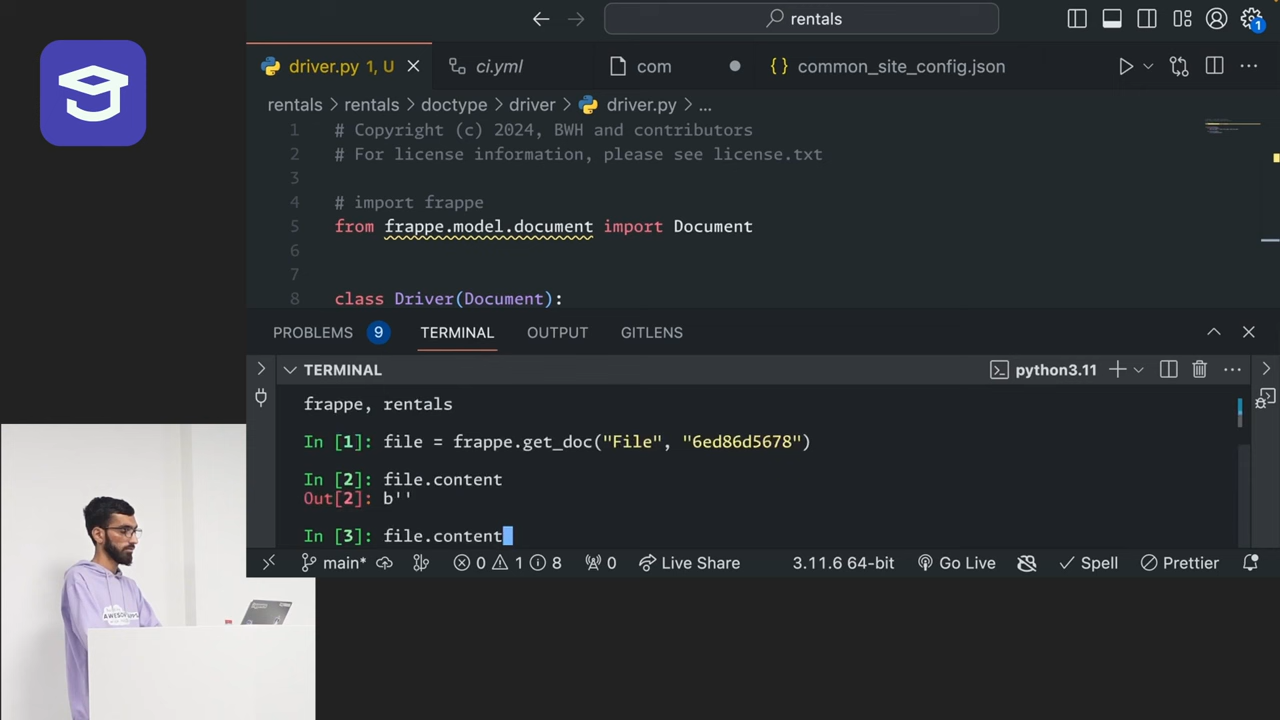 rentals
1
driver.py 1, U
ci.yml
com
{} common_site_config.json
rentals > rentals > doctype > driver > driver.py > ...
1 # Copyright (c) 2024, BWH and contributors
2 # For license information, please see license.txt
3
4 # import frappe
5 from frappe.model.document import Document
6
7
8 class Driver(Document):
PROBLEMS 9 TERMINAL OUTPUT GITLENS
TERMINAL
python3.11
frappe, rentals
In [1]: file = frappe.get_doc("File", "6ed86d5678")
In [2]: file.content
Out[2]: b''
In [3]: file.content
main* 0 1 8 0 Live Share 3.11.6 64-bit Go Live Spell Prettier